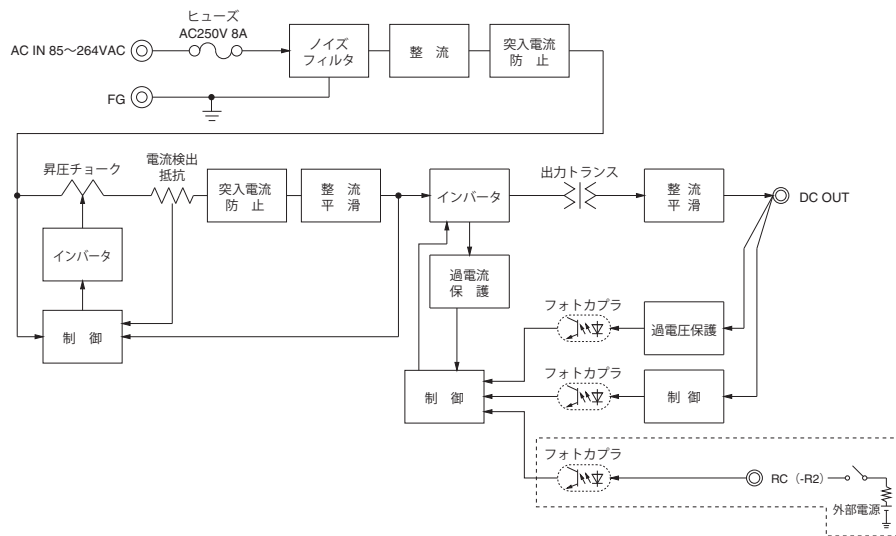 ヒューズ
AC250V 8A
AC IN 85～264VAC
ノイズ
フィルタ
整 流
突入電流
防 止
FG
昇圧チョーク
電流検出
抵抗
突入電流
防 止
整 流
平 滑
インバータ
出力トランス
整 流
平 滑
DC OUT
インバータ
過電流
保 護
制 御
フォトカプラ
過電圧保護
制 御
フォトカプラ
制 御
フォトカプラ
RC (-R2)
外部電源